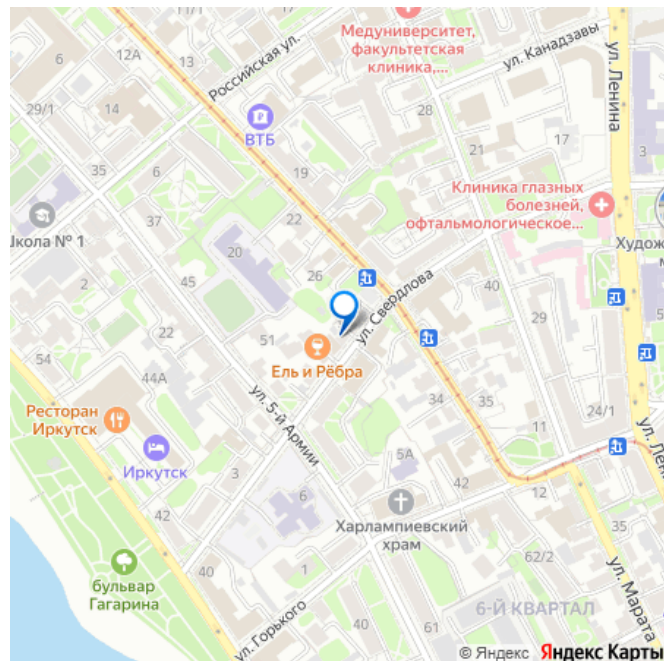 Медуниверситет,
факультетская
клиника,...
ул. Канадзавы
ул. Ленина
6
12А
13
Российская ул.
29/1
14
28
21
17
3
ВТБ
35
6
19
Клиника глазных
болезней,
офтальмологическое...
Школа № 1
37
22
40
Худож
м
20
26
ул. Свердлова
2
22
51
40
29
54
Ель и Рёбра
44А
34
35
24/1
Ресторан
Иркутск
ул. 5-й Армии
11
ул. Лен
Иркутск
3
5А
6
42
12
42
Харлампиевский
храм
35
62/2
бульвар
Гагарина
40
1
ул. Марата
6-Й КВАРТАЛ
ул. Горького
61
© Яндекс Яндекс Карты